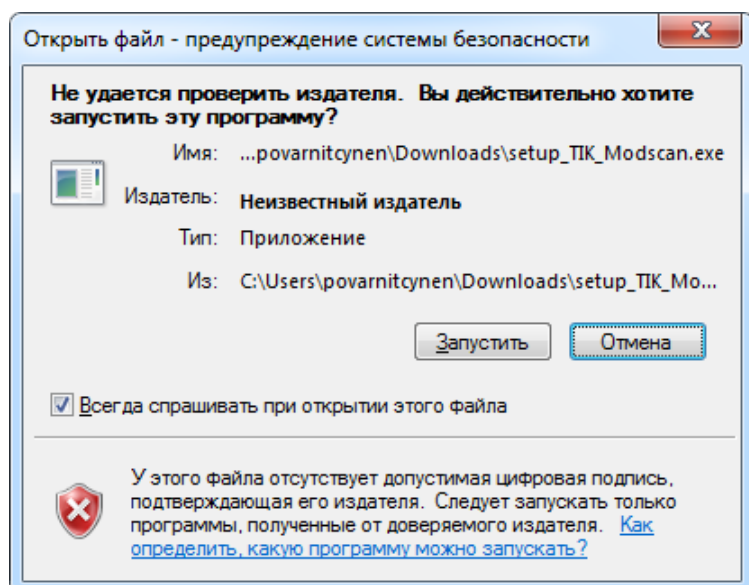 Открыть файл - предупреждение системы безопасности
Не удается проверить издателя. Вы действительно хотите
запустить эту программу?
Имя: ...povarnitcynen\Downloads\setup_TIK_Modscan.exe
Издатель: Неизвестный издатель
Тип: Приложение
Из: C:\Users\povarnitcynen\Downloads\setup_TIK_Mo...
Запустить Отмена
Всегда спрашивать при открытии этого файла
У этого файла отсутствует допустимая цифровая подпись,
подтверждающая его издателя. Следует запускать только
программы, полученные от доверяемого издателя. Как
определить, какую программу можно запускать?